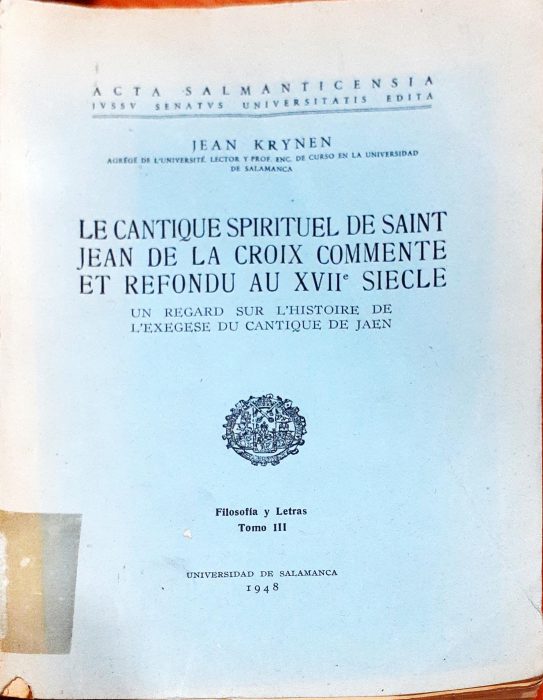 ACTA SALMANTICENSIA
IVSSV SENATVS UNIVERSITATIS EDITA
JEAN KRYNEN
AGRÉGÉ DE L'UNIVERSITÉ. LECTOR Y PROF. ENC. DE CURSO EN LA UNIVERSIDAD
DE SALAMANCA
LE CANTIQUE SPIRITUEL DE SAINT
JEAN DE LA CROIX COMMENTE
ET REFONDU AU XVIIe SIECLE
UN REGARD SUR L'HISTOIRE DE
L'EXEGESE DU CANTIQUE DE JAEN
Filosofía y Letras
Tomo III
UNIVERSIDAD DE SALAMANCA
1948